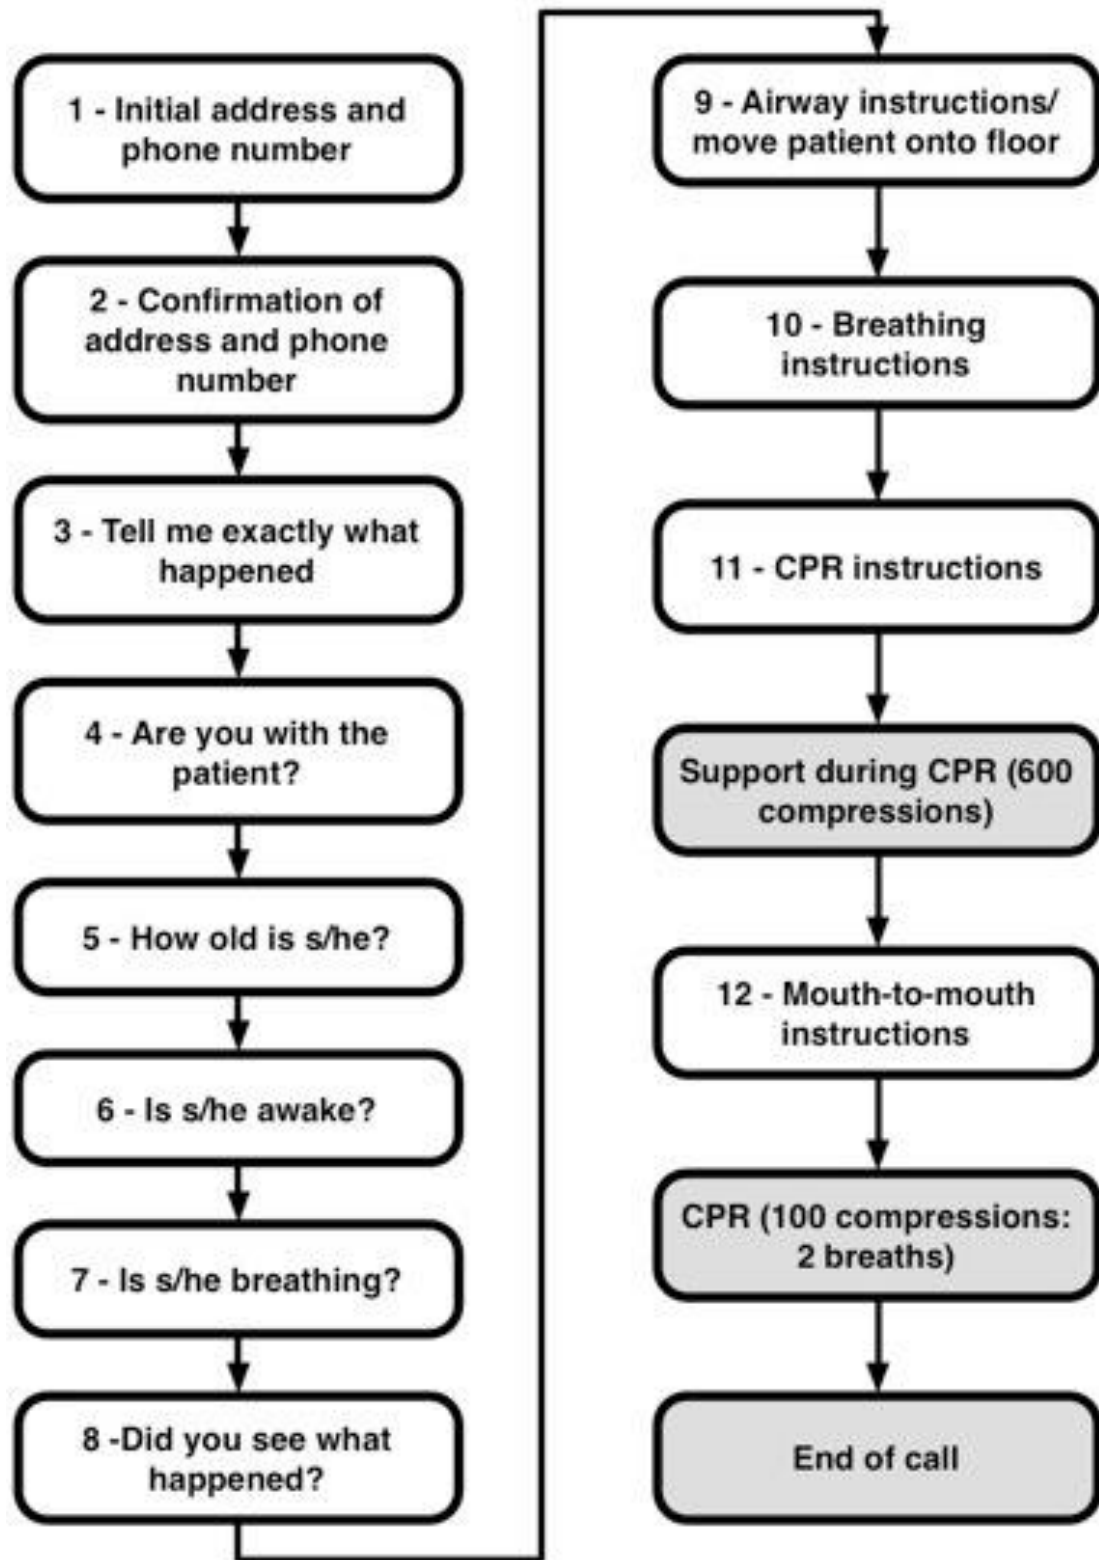 1 - Initial address and
phone number
2 - Confirmation of
address and phone
number
3 - Tell me exactly what
happened
4 - Are you with the
patient?
5 - How old is s/he?
6 - Is s/he awake?
7 - Is s/he breathing?
8 -Did you see what
happened?
9 - Airway instructions/
move patient onto floor
10 - Breathing
instructions
11 - CPR instructions
Support during CPR (600
compressions)
12 - Mouth-to-mouth
instructions
CPR (100 compressions:
2 breaths)
End of call